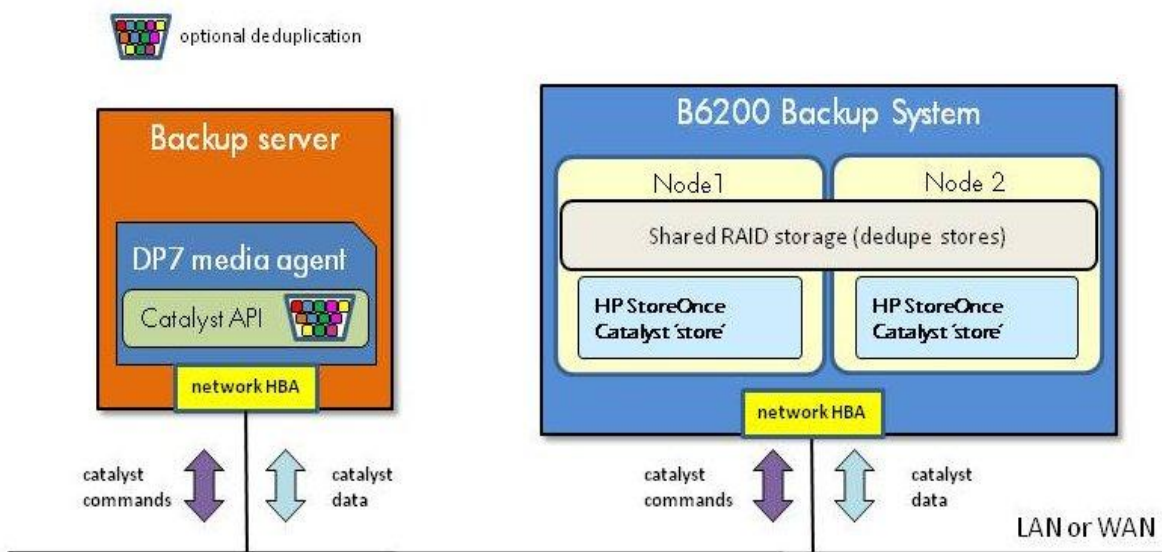 optional deduplication
Backup server
DP7 media agent
Catalyst API
network HBA
catalyst
commands
catalyst
data
B6200 Backup System
Node1
Node 2
Shared RAID storage (dedupe stores)
HP StoreOnce
Catalyst 'store'
HP StoreOnce
Catalyst 'store'
network HBA
catalyst
commands
catalyst
data
LAN or WAN